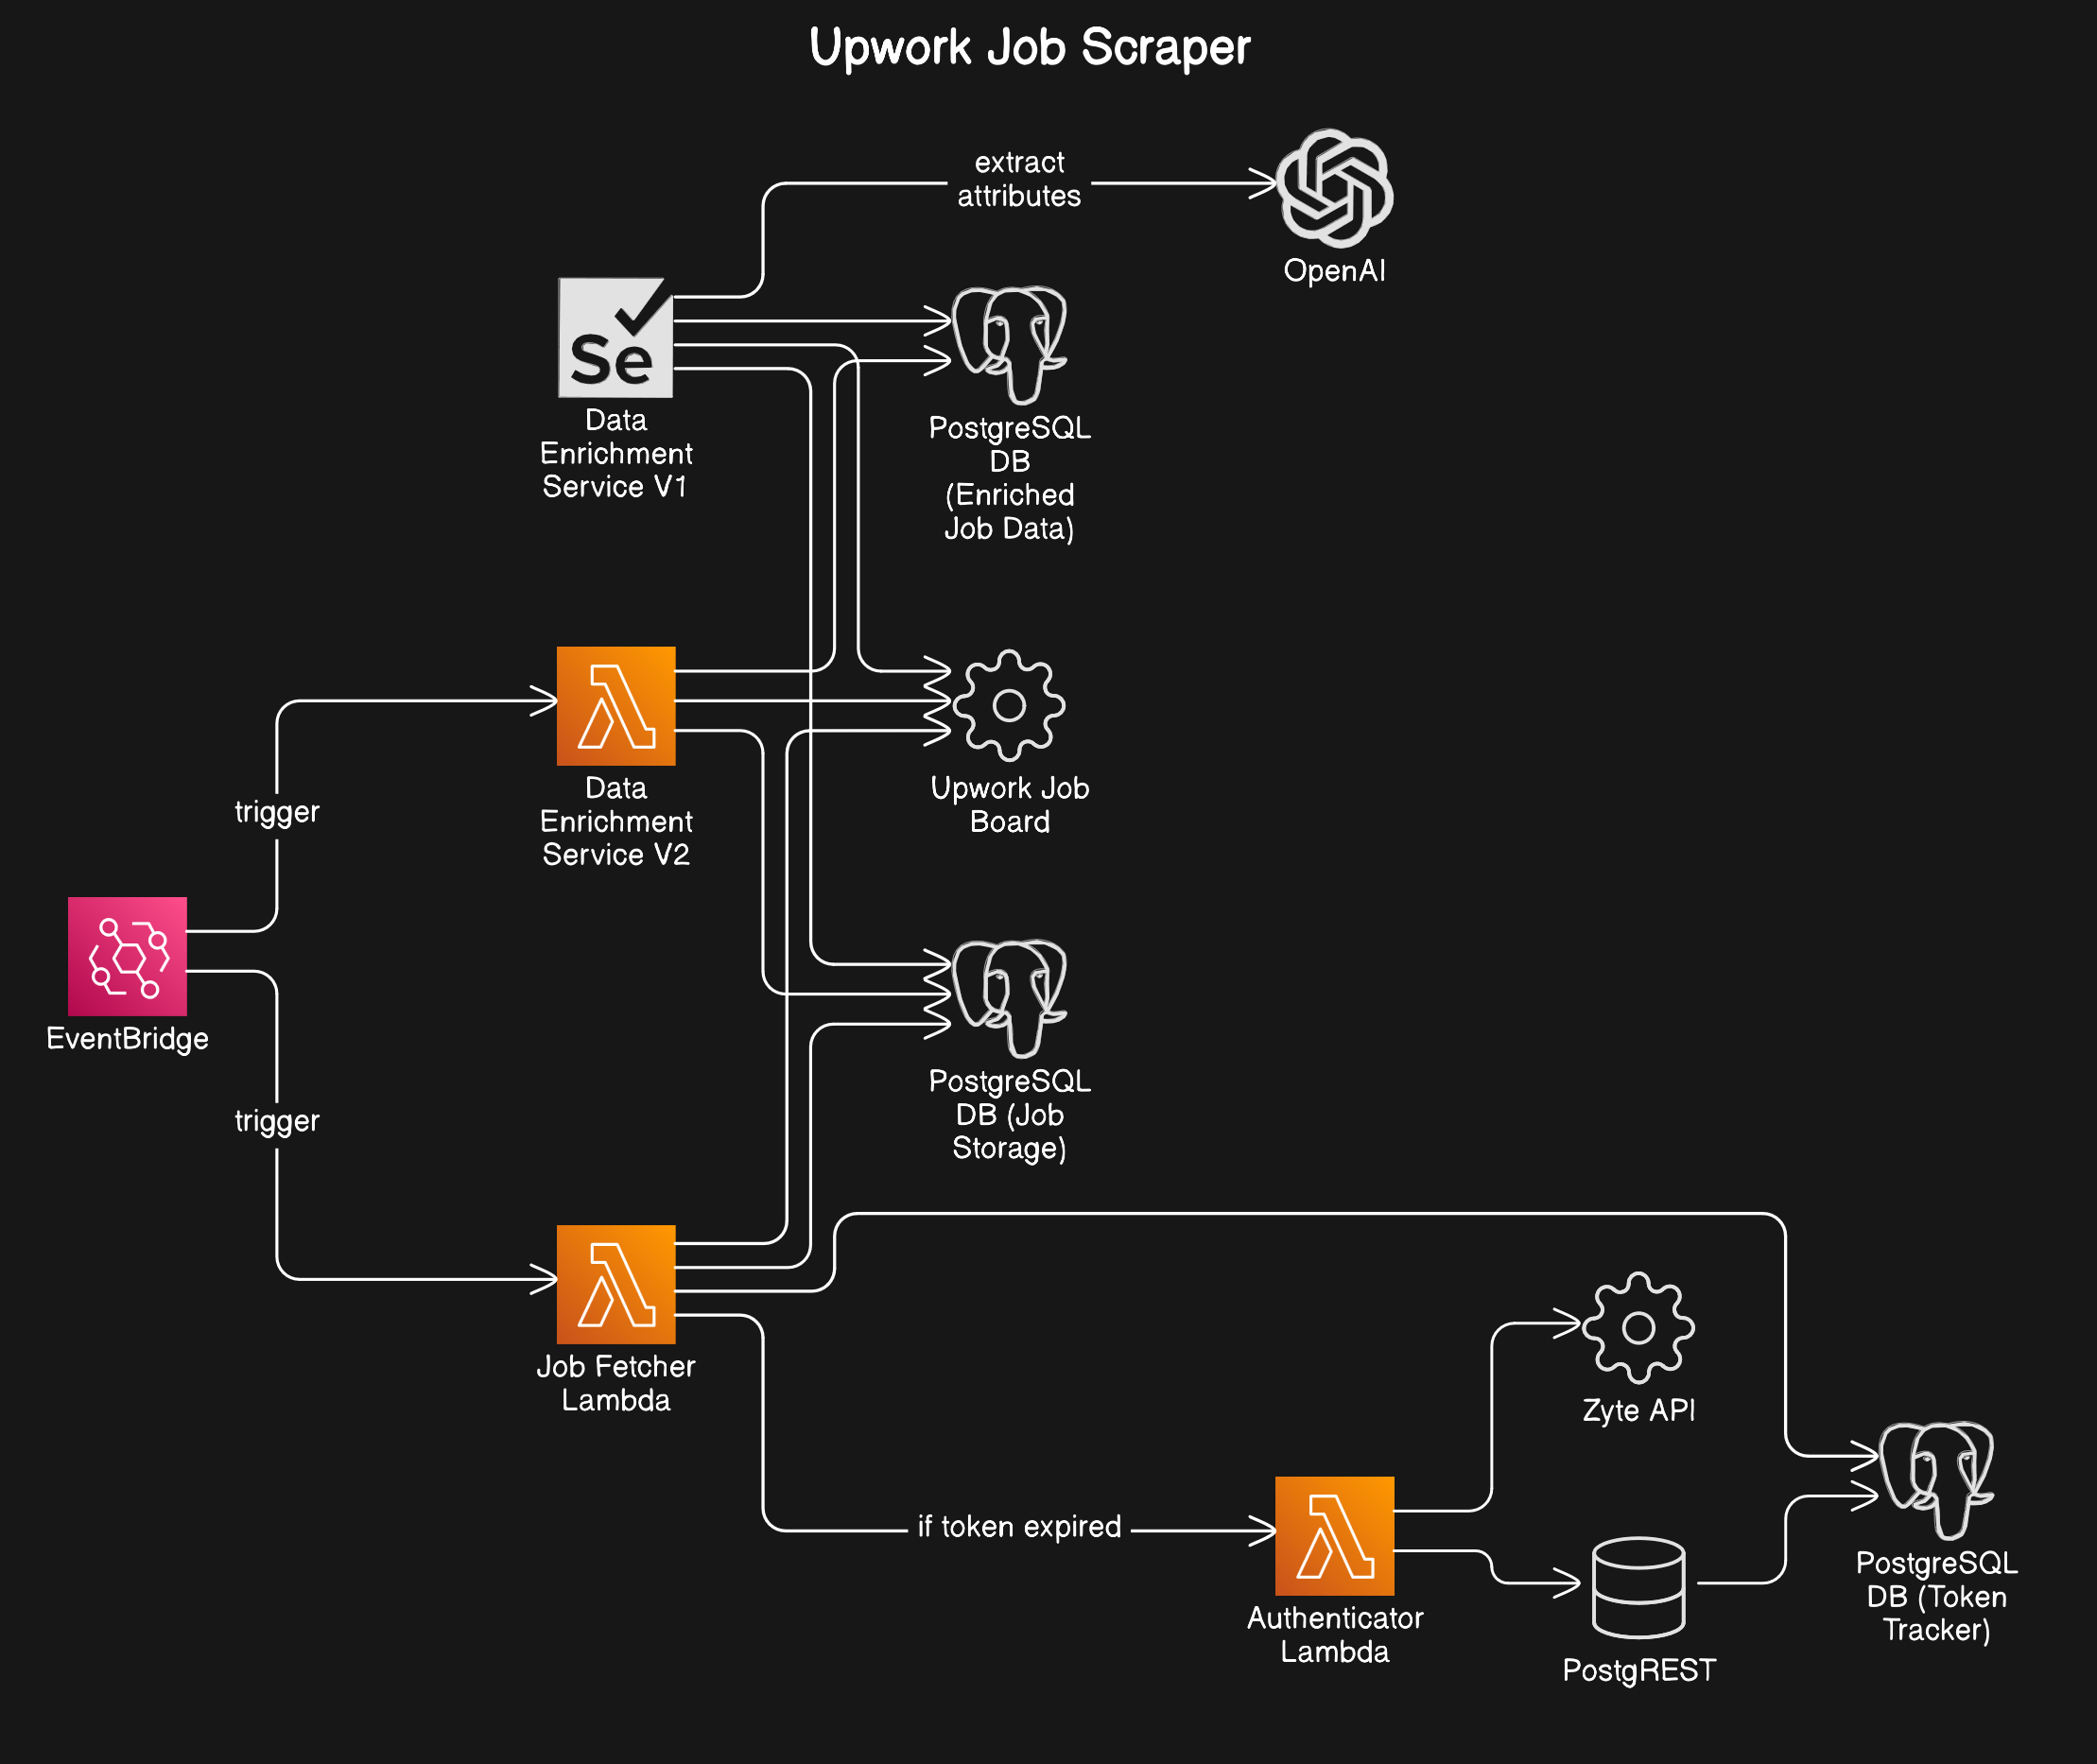 Upwork Job Scraper
extract
attributes
OpenAI
Se
Data
Enrichment
Service V1
PostgreSQL
DB
(Enriched
Job Data)
Data
Enrichment
Service V2
Upwork Job
Board
trigger
EventBridge
trigger
PostgreSQL
DB (Job
Storage)
Job Fetcher
Lambda
Zyte API
if token expired
Authenticator
Lambda
PostgREST
PostgreSQL
DB (Token
Tracker)